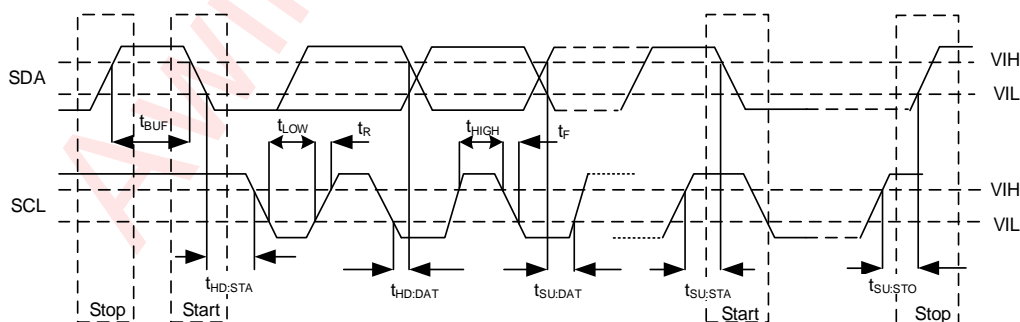 SDA
VIH
VIL
tBUF
tLOW
tR
tHIGH
tF
SCL
VIH
VIL
tHD:STA
tHD:DAT
tSU:DAT
tSU:STA
tSU:STO
Stop
Start
Start
Stop